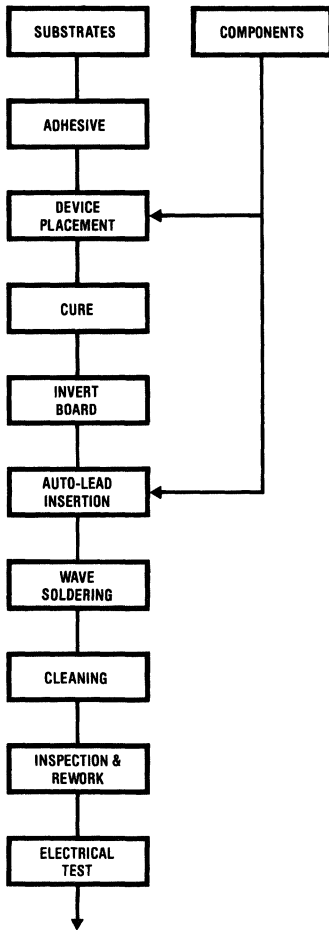 SUBSTRATES
COMPONENTS
ADHESIVE
DEVICE
PLACEMENT
CURE
INVERT
BOARD
AUTO-LEAD
INSERTION
WAVE
SOLDERING
CLEANING
INSPECTION &
REWORK
ELECTRICAL
TEST